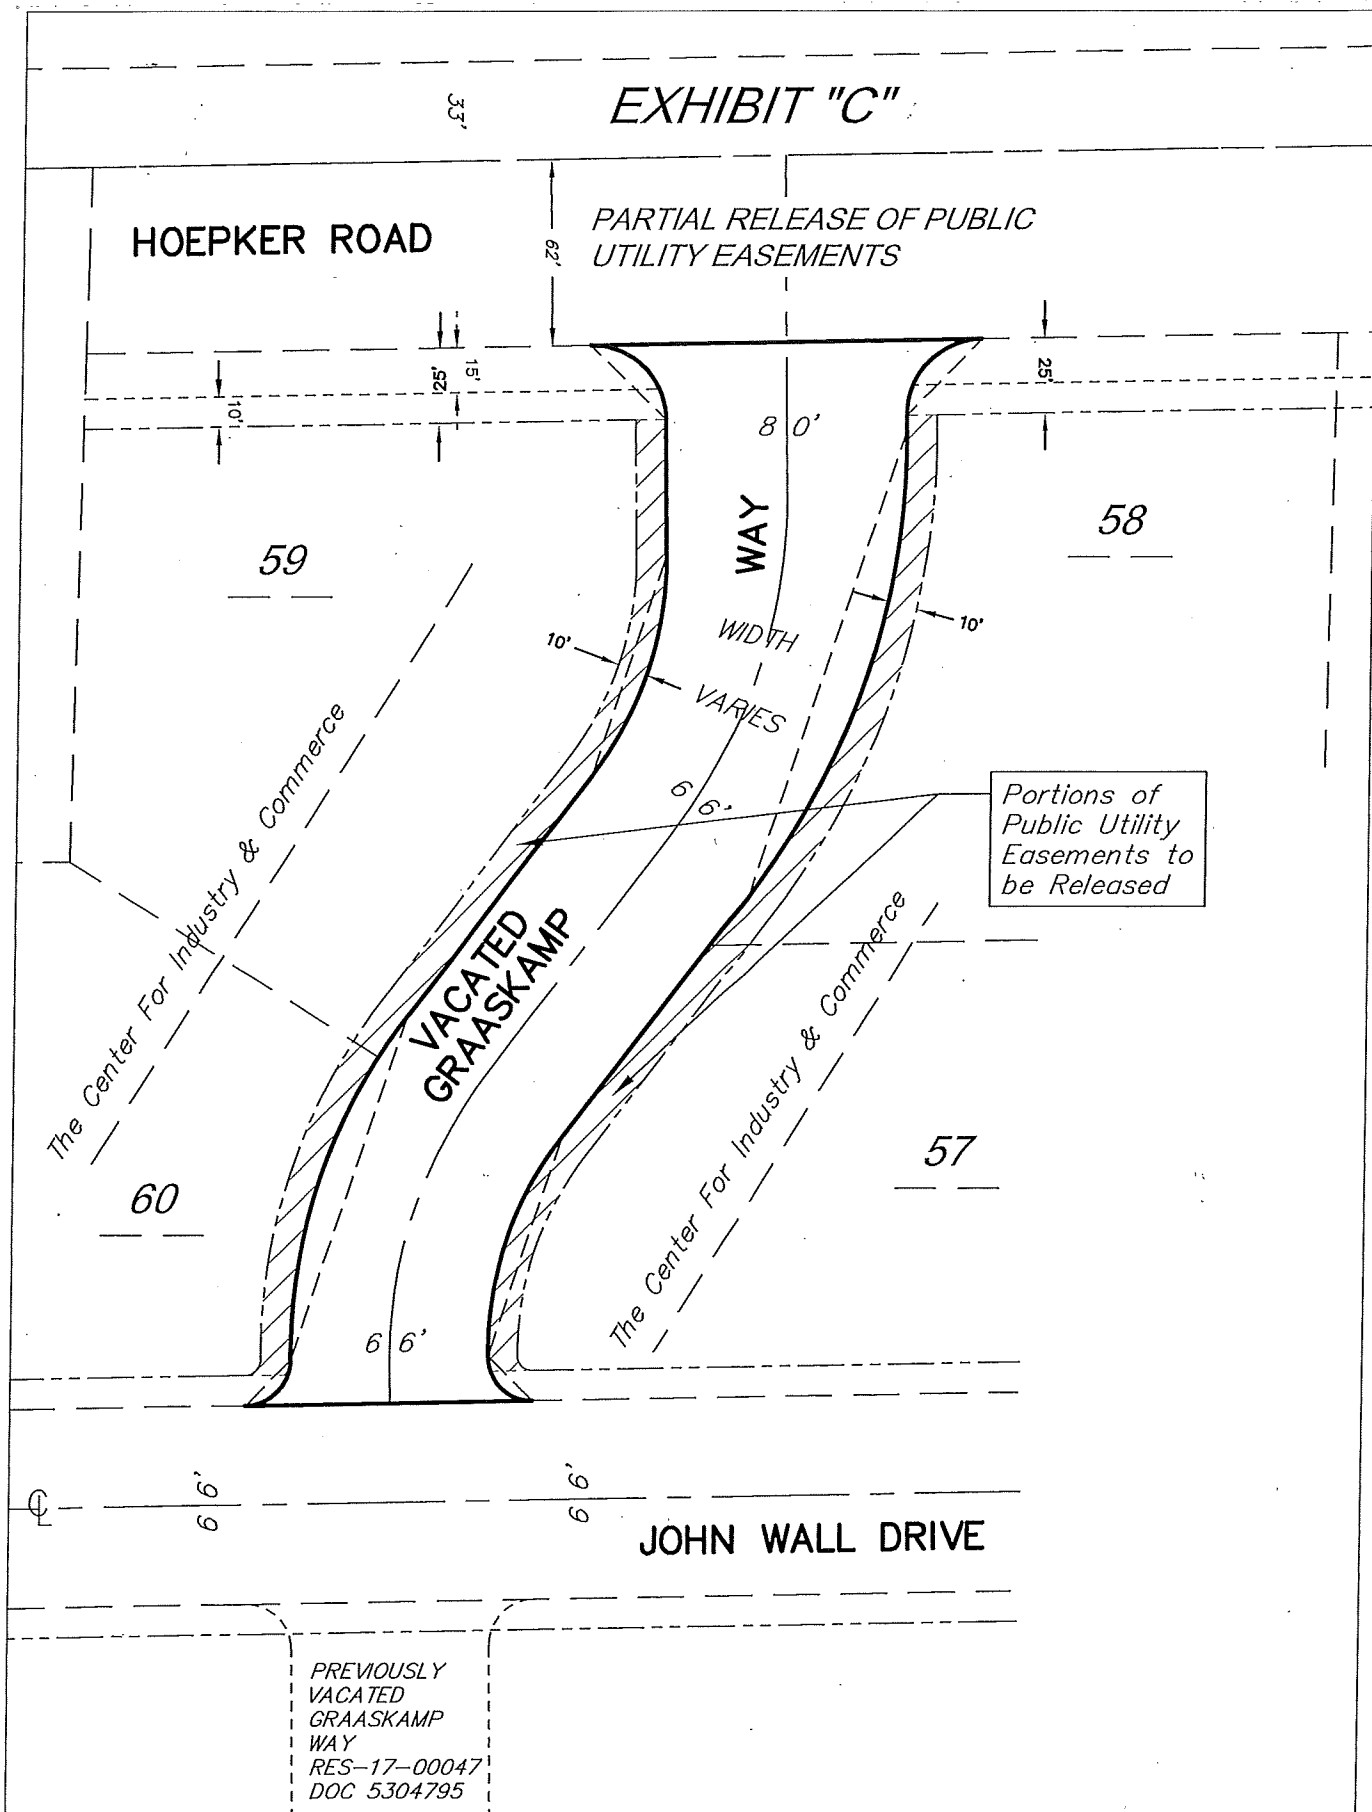 EXHIBIT "C"
33'
HOEPKER ROAD
62'
PARTIAL RELEASE OF PUBLIC
UTILITY EASEMENTS
15'
25'
10'
25'
80'
WAY
59
58
WIDTH
VARIES
10'
10'
66'
Portions of
Public Utility
Easements to
be Released
The Center For Industry & Commerce
VACATED
GRAASKAMP
The Center For Industry & Commerce
60
57
66'
66'
66'
JOHN WALL DRIVE
PREVIOUSLY
VACATED
GRAASKAMP
WAY
RES-17-00047
DOC 5304795